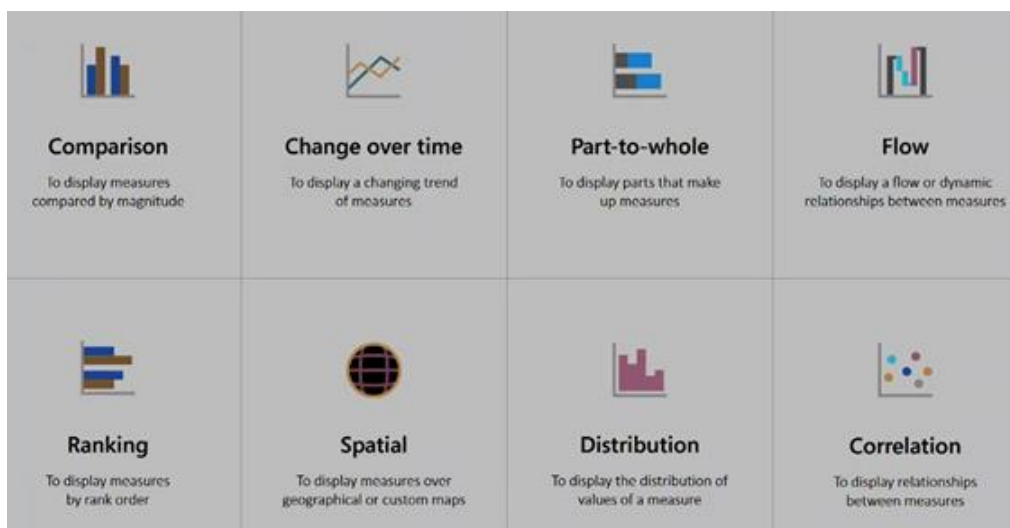 Comparison
To display measures
compared by magnitude
Change over time
To display a changing trend
of measures
Part-to-whole
To display parts that make
up measures
Flow
To display a flow or dynamic
relationships between measures
Ranking
To display measures
by rank order
Spatial
To display measures over
geographical or custom maps
Distribution
To display the distribution of
values of a measure
Correlation
To display relationships
between measures